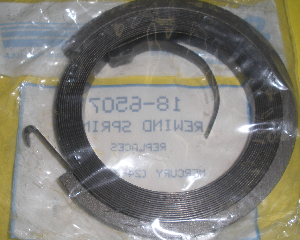 18-6507
REWIND SPRIN
REPLACES
MERCURY